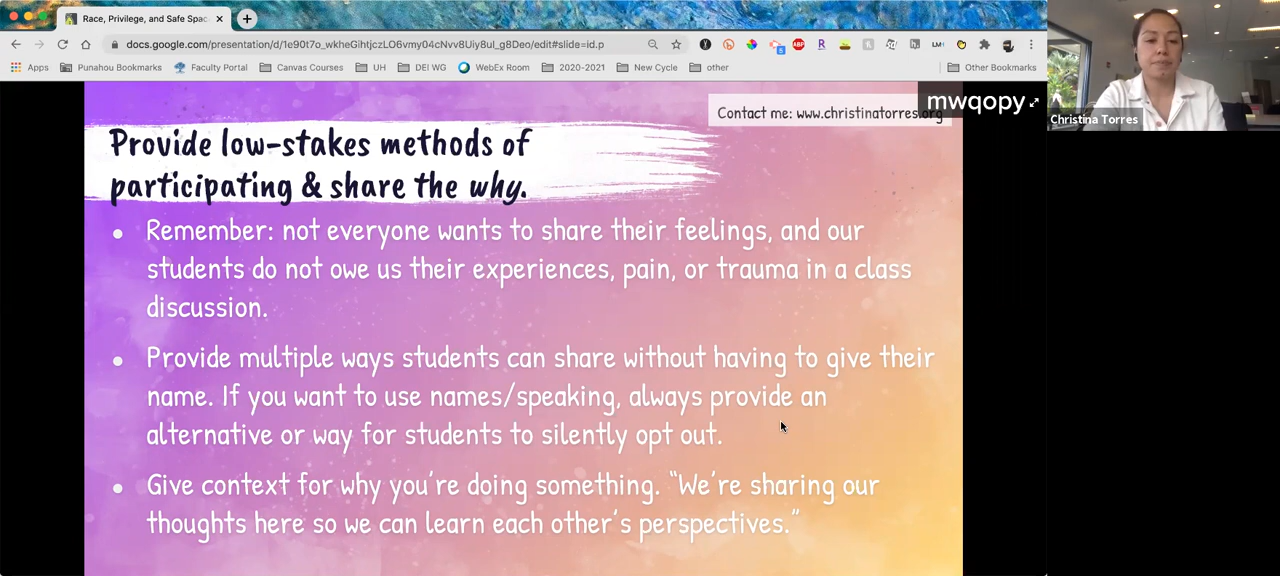 Race, Privilege, and Safe Spac
docs.google.com/presentation/d/1e90t7o_wkheGihtjczLO6vmy04cNvv8Uiy8ul_g8Deo/edit#slide=id.p
Apps Punahou Bookmarks Faculty Portal Canvas Courses UH DEI WG WebEx Room 2020-2021 New Cycle other Other Bookmarks
mwqopy
Contact me: www.christinatorres.org
Christina Torres
Provide low-stakes methods of
participating & share the why.
• Remember: not everyone wants to share their feelings, and our
students do not owe us their experiences, pain, or trauma in a class
discussion.
• Provide multiple ways students can share without having to give their
name. If you want to use names/speaking, always provide an
alternative or way for students to silently opt out.
• Give context for why you're doing something. “We're sharing our
thoughts here so we can learn each other's perspectives.”